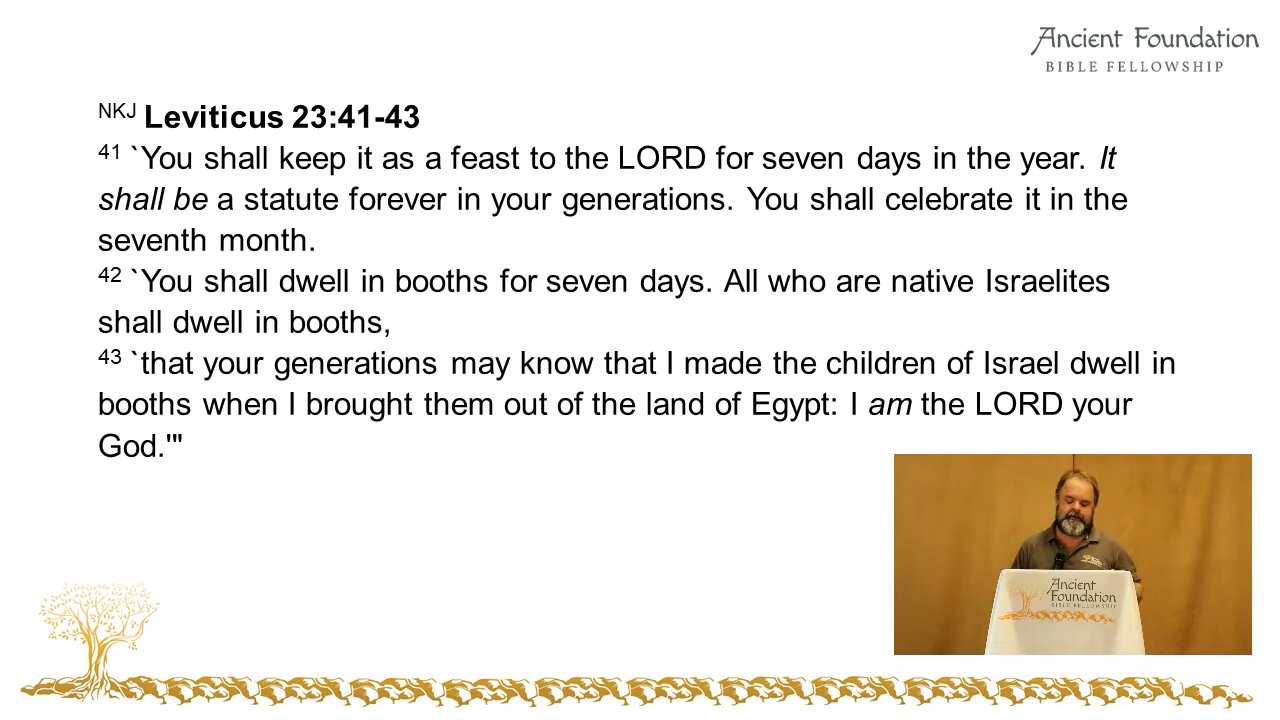 Ancient Foundation
BIBLE FELLOWSHIP
NKJ Leviticus 23:41-43
41 `You shall keep it as a feast to the LORD for seven days in the year. It
shall be a statute forever in your generations. You shall celebrate it in the
seventh month.
42 `You shall dwell in booths for seven days. All who are native Israelites
shall dwell in booths,
43 `that your generations may know that I made the children of Israel dwell in
booths when I brought them out of the land of Egypt: I am the LORD your
God.'"
Ancient
Foundation
BIBLE FELLOWSHIP